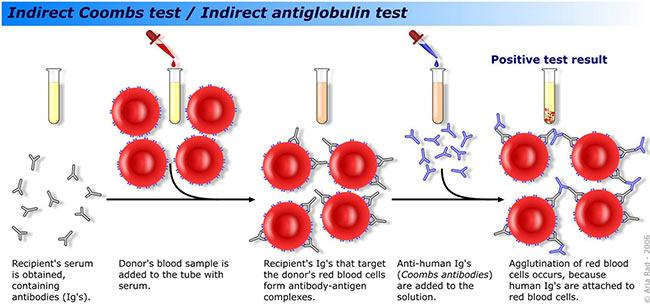 Indirect Coombs test / Indirect antiglobulin test
Positive test result
Recipient's serum
is obtained,
containing
antibodies (Ig's).
Donor's blood sample is
added to the tube with
serum.
Recipient's Ig's that target
the donor's red blood cells
form antibody-antigen
complexes.
Anti-human Ig's
(Coombs antibodies)
are added to the
solution.
Agglutination of red blood
cells occurs, because
human Ig's are attached to
red blood cells.
© Aria Rad - 2006